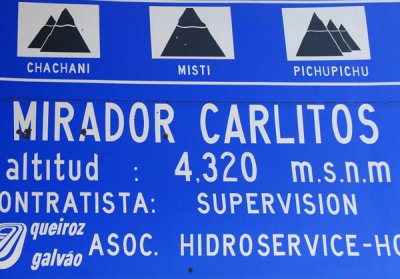 CHACHANI MISTI PICHUPICHU
MIRADOR CARLITOS
altitud : 4,320 m.s.n.m
ONTRATISTA: SUPERVISION
queiroz
galvão ASOC. HIDROSERVICE-HO